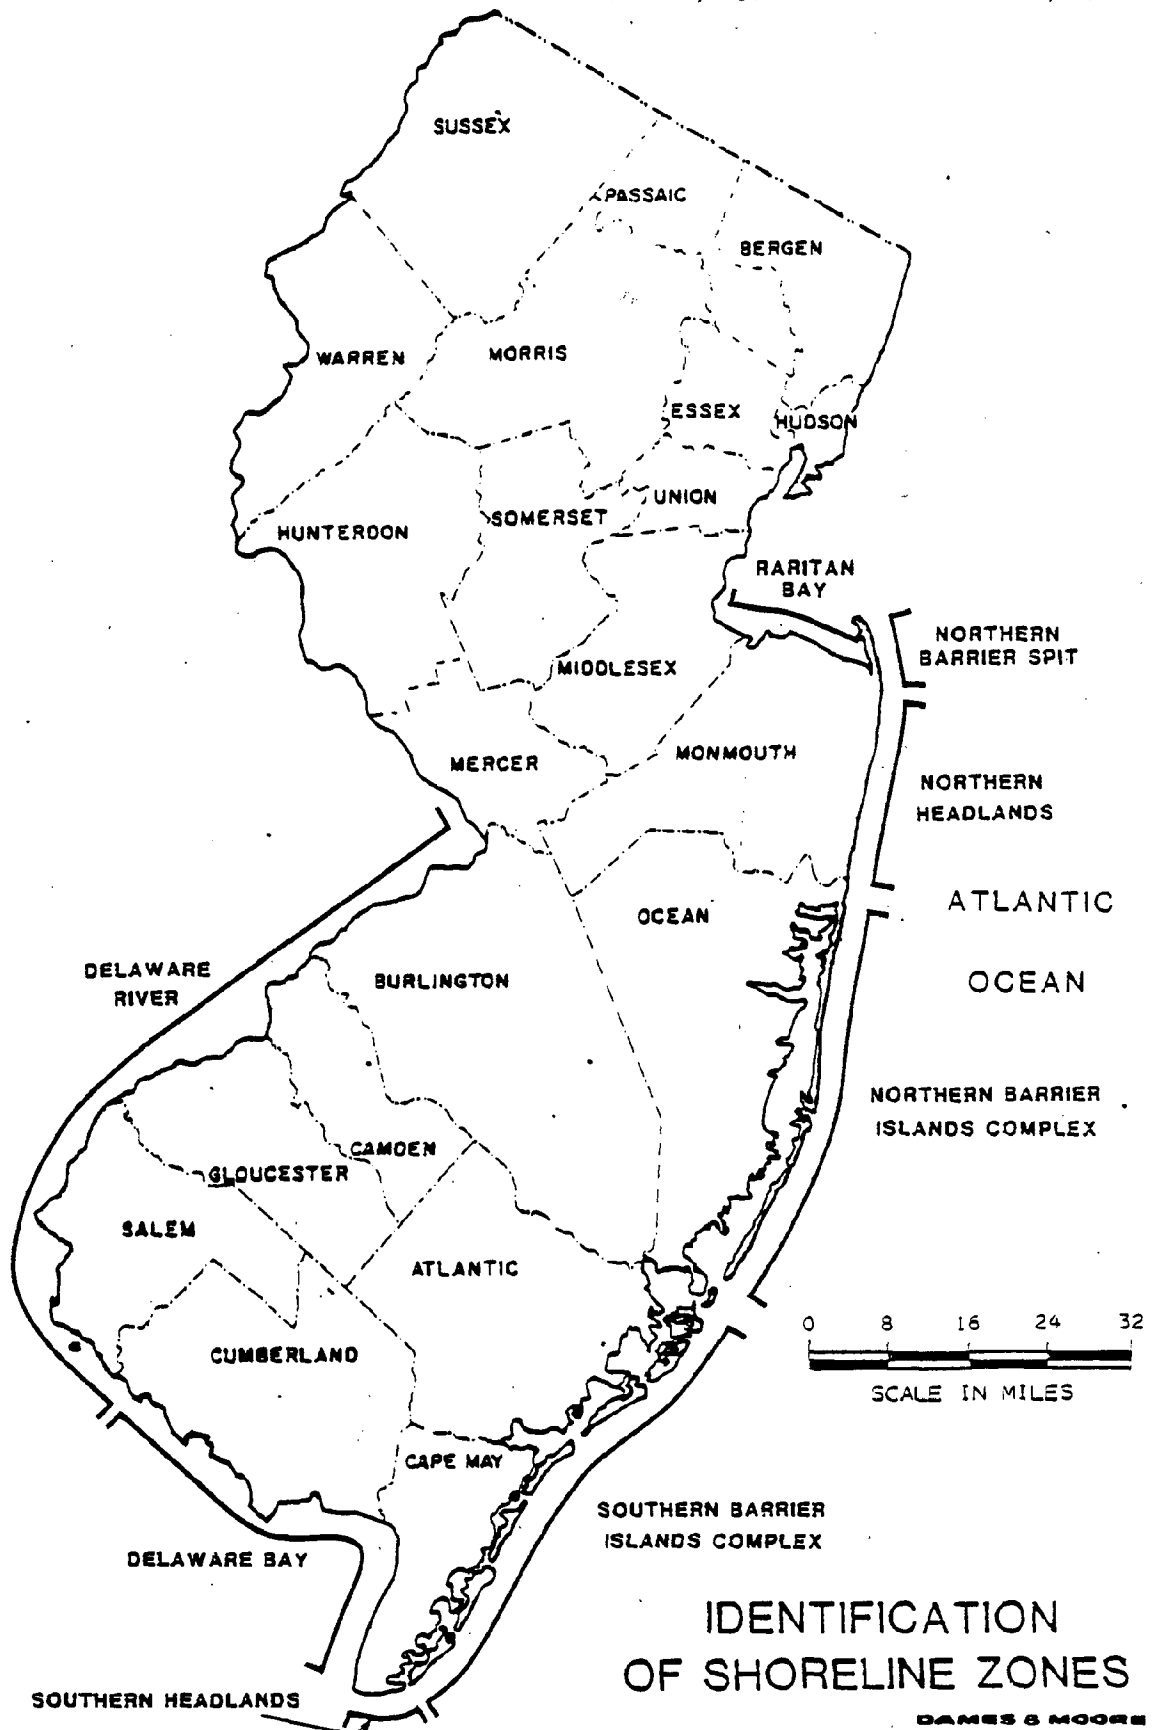 SUSSEX
PASSAIC
BERGEN
WARREN
MORRIS
ESSEX
HUDSON
UNION
SOMERSET
HUNTERDON
RARITAN
BAY
NORTHERN
BARRIER SPIT
MIDDLESEX
MONMOUTH
MERCER
NORTHERN
HEADLANDS
ATLANTIC
OCEAN
OCEAN
DELAWARE
RIVER
BURLINGTON
NORTHERN BARRIER
ISLANDS COMPLEX
CAMDEN
GLOUCESTER
SALEM
ATLANTIC
0 8 16 24 32
SCALE IN MILES
CUMBERLAND
CAPE MAY
SOUTHERN BARRIER
ISLANDS COMPLEX
DELAWARE BAY
IDENTIFICATION
OF SHORELINE ZONES
SOUTHERN HEADLANDS
DAMES & MOORE